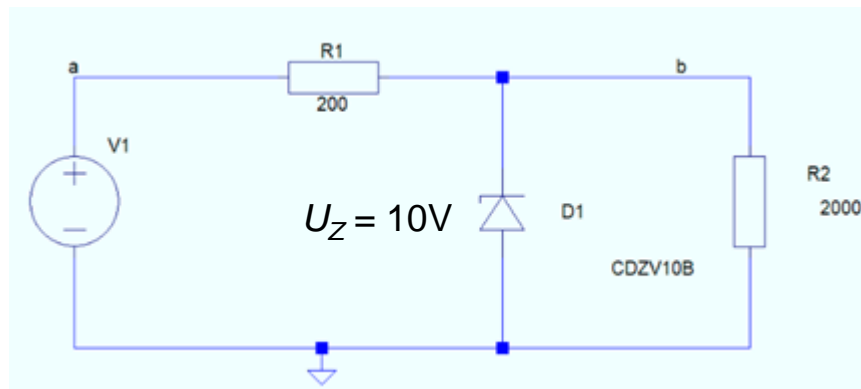 R1
a
b
200
V1
R2
2000
U_Z = 10V
D1
CDZV10B